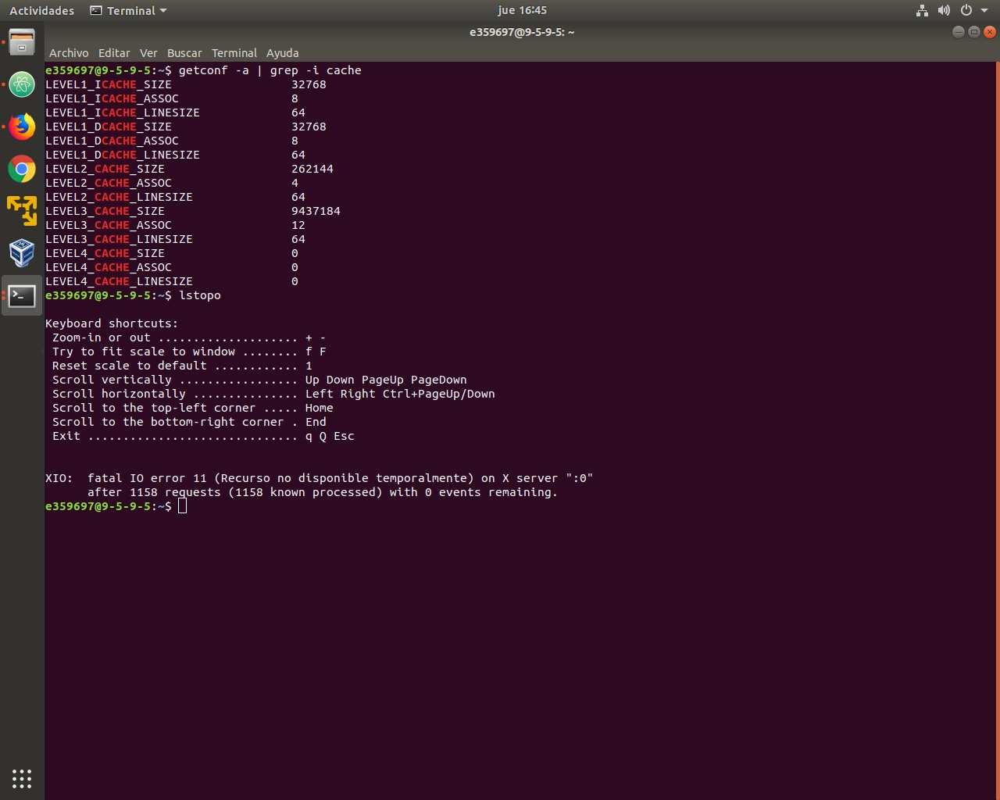 Actividades Terminal jue 16:45
e359697@9-5-9-5: ~
Archivo Editar Ver Buscar Terminal Ayuda
e359697@9-5-9-5:~$ getconf -a | grep -i cache
LEVEL1_ICACHE_SIZE 32768
LEVEL1_ICACHE_ASSOC 8
LEVEL1_ICACHE_LINESIZE 64
LEVEL1_DCACHE_SIZE 32768
LEVEL1_DCACHE_ASSOC 8
LEVEL1_DCACHE_LINESIZE 64
LEVEL2_CACHE_SIZE 262144
LEVEL2_CACHE_ASSOC 4
LEVEL2_CACHE_LINESIZE 64
LEVEL3_CACHE_SIZE 9437184
LEVEL3_CACHE_ASSOC 12
LEVEL3_CACHE_LINESIZE 64
LEVEL4_CACHE_SIZE 0
LEVEL4_CACHE_ASSOC 0
LEVEL4_CACHE_LINESIZE 0
e359697@9-5-9-5:~$ lstopo
Keyboard shortcuts:
Zoom-in or out .................... + -
Try to fit scale to window ........ f F
Reset scale to default ............ 1
Scroll vertically ................. Up Down PageUp PageDown
Scroll horizontally ............... Left Right Ctrl+PageUp/Down
Scroll to the top-left corner ..... Home
Scroll to the bottom-right corner . End
Exit .............................. q Q Esc
XIO:  fatal IO error 11 (Recurso no disponible temporalmente) on X server ":0"
after 1158 requests (1158 known processed) with 0 events remaining.
e359697@9-5-9-5:~$